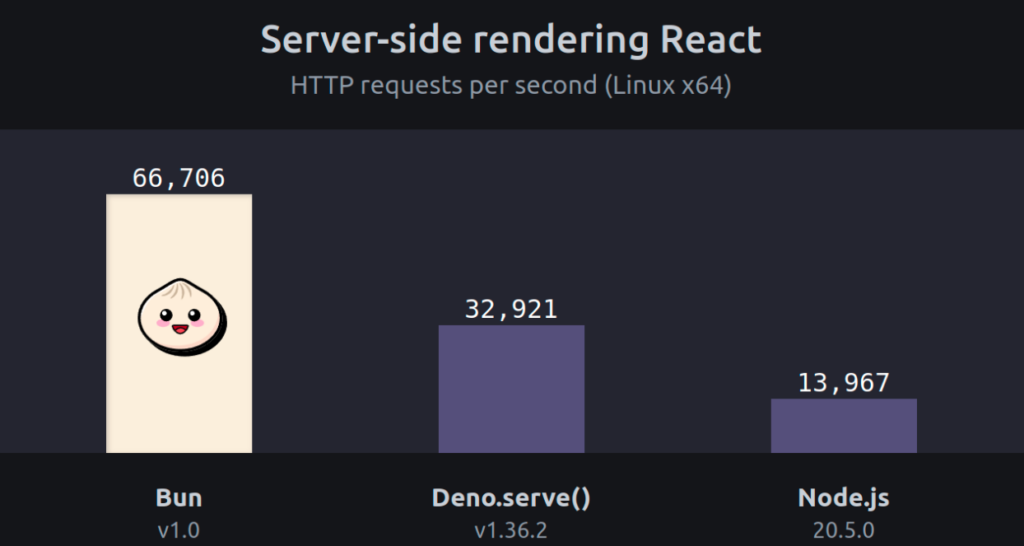 Server-side rendering React
HTTP requests per second (Linux x64)
66,706
32,921
13,967
Bun
v1.0
Deno.serve()
v1.36.2
Node.js
20.5.0